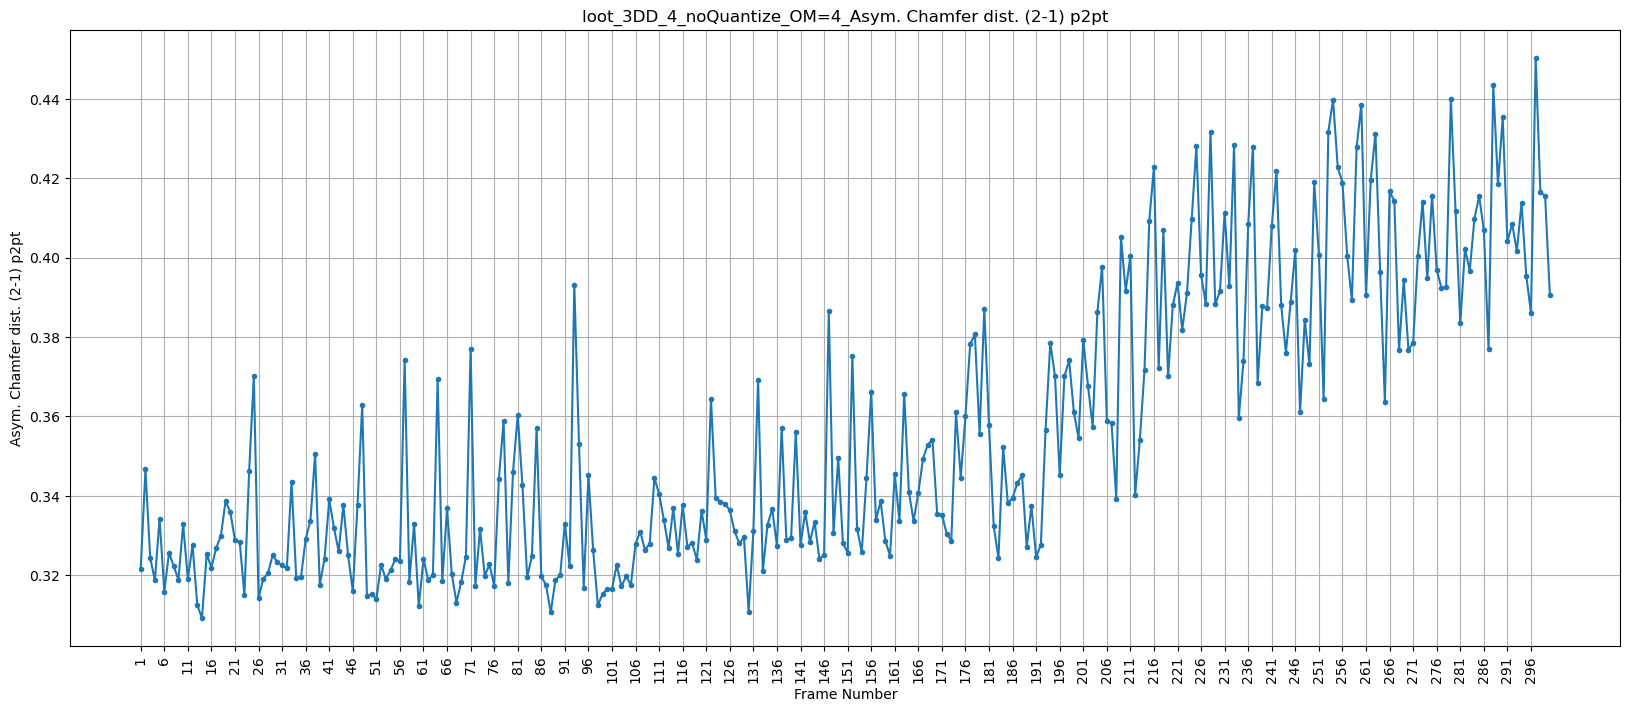 loot_3DD_4_noQuantize_OM=4_Asym. Chamfer dist. (2-1) p2pt
Asym. Chamfer dist. (2-1) p2pt
0.44
0.42
0.40
0.38
0.36
0.34
0.32
1 6 11 16 21 26 31 36 41 46 51 56 61 66 71 76 81 86 91 96 101 106 111 116 121 126 131 136 141 146 151 156 161 166 171 176 181 186 191 196 201 206 211 216 221 226 231 236 241 246 251 256 261 266 271 276 281 286 291 296
Frame Number